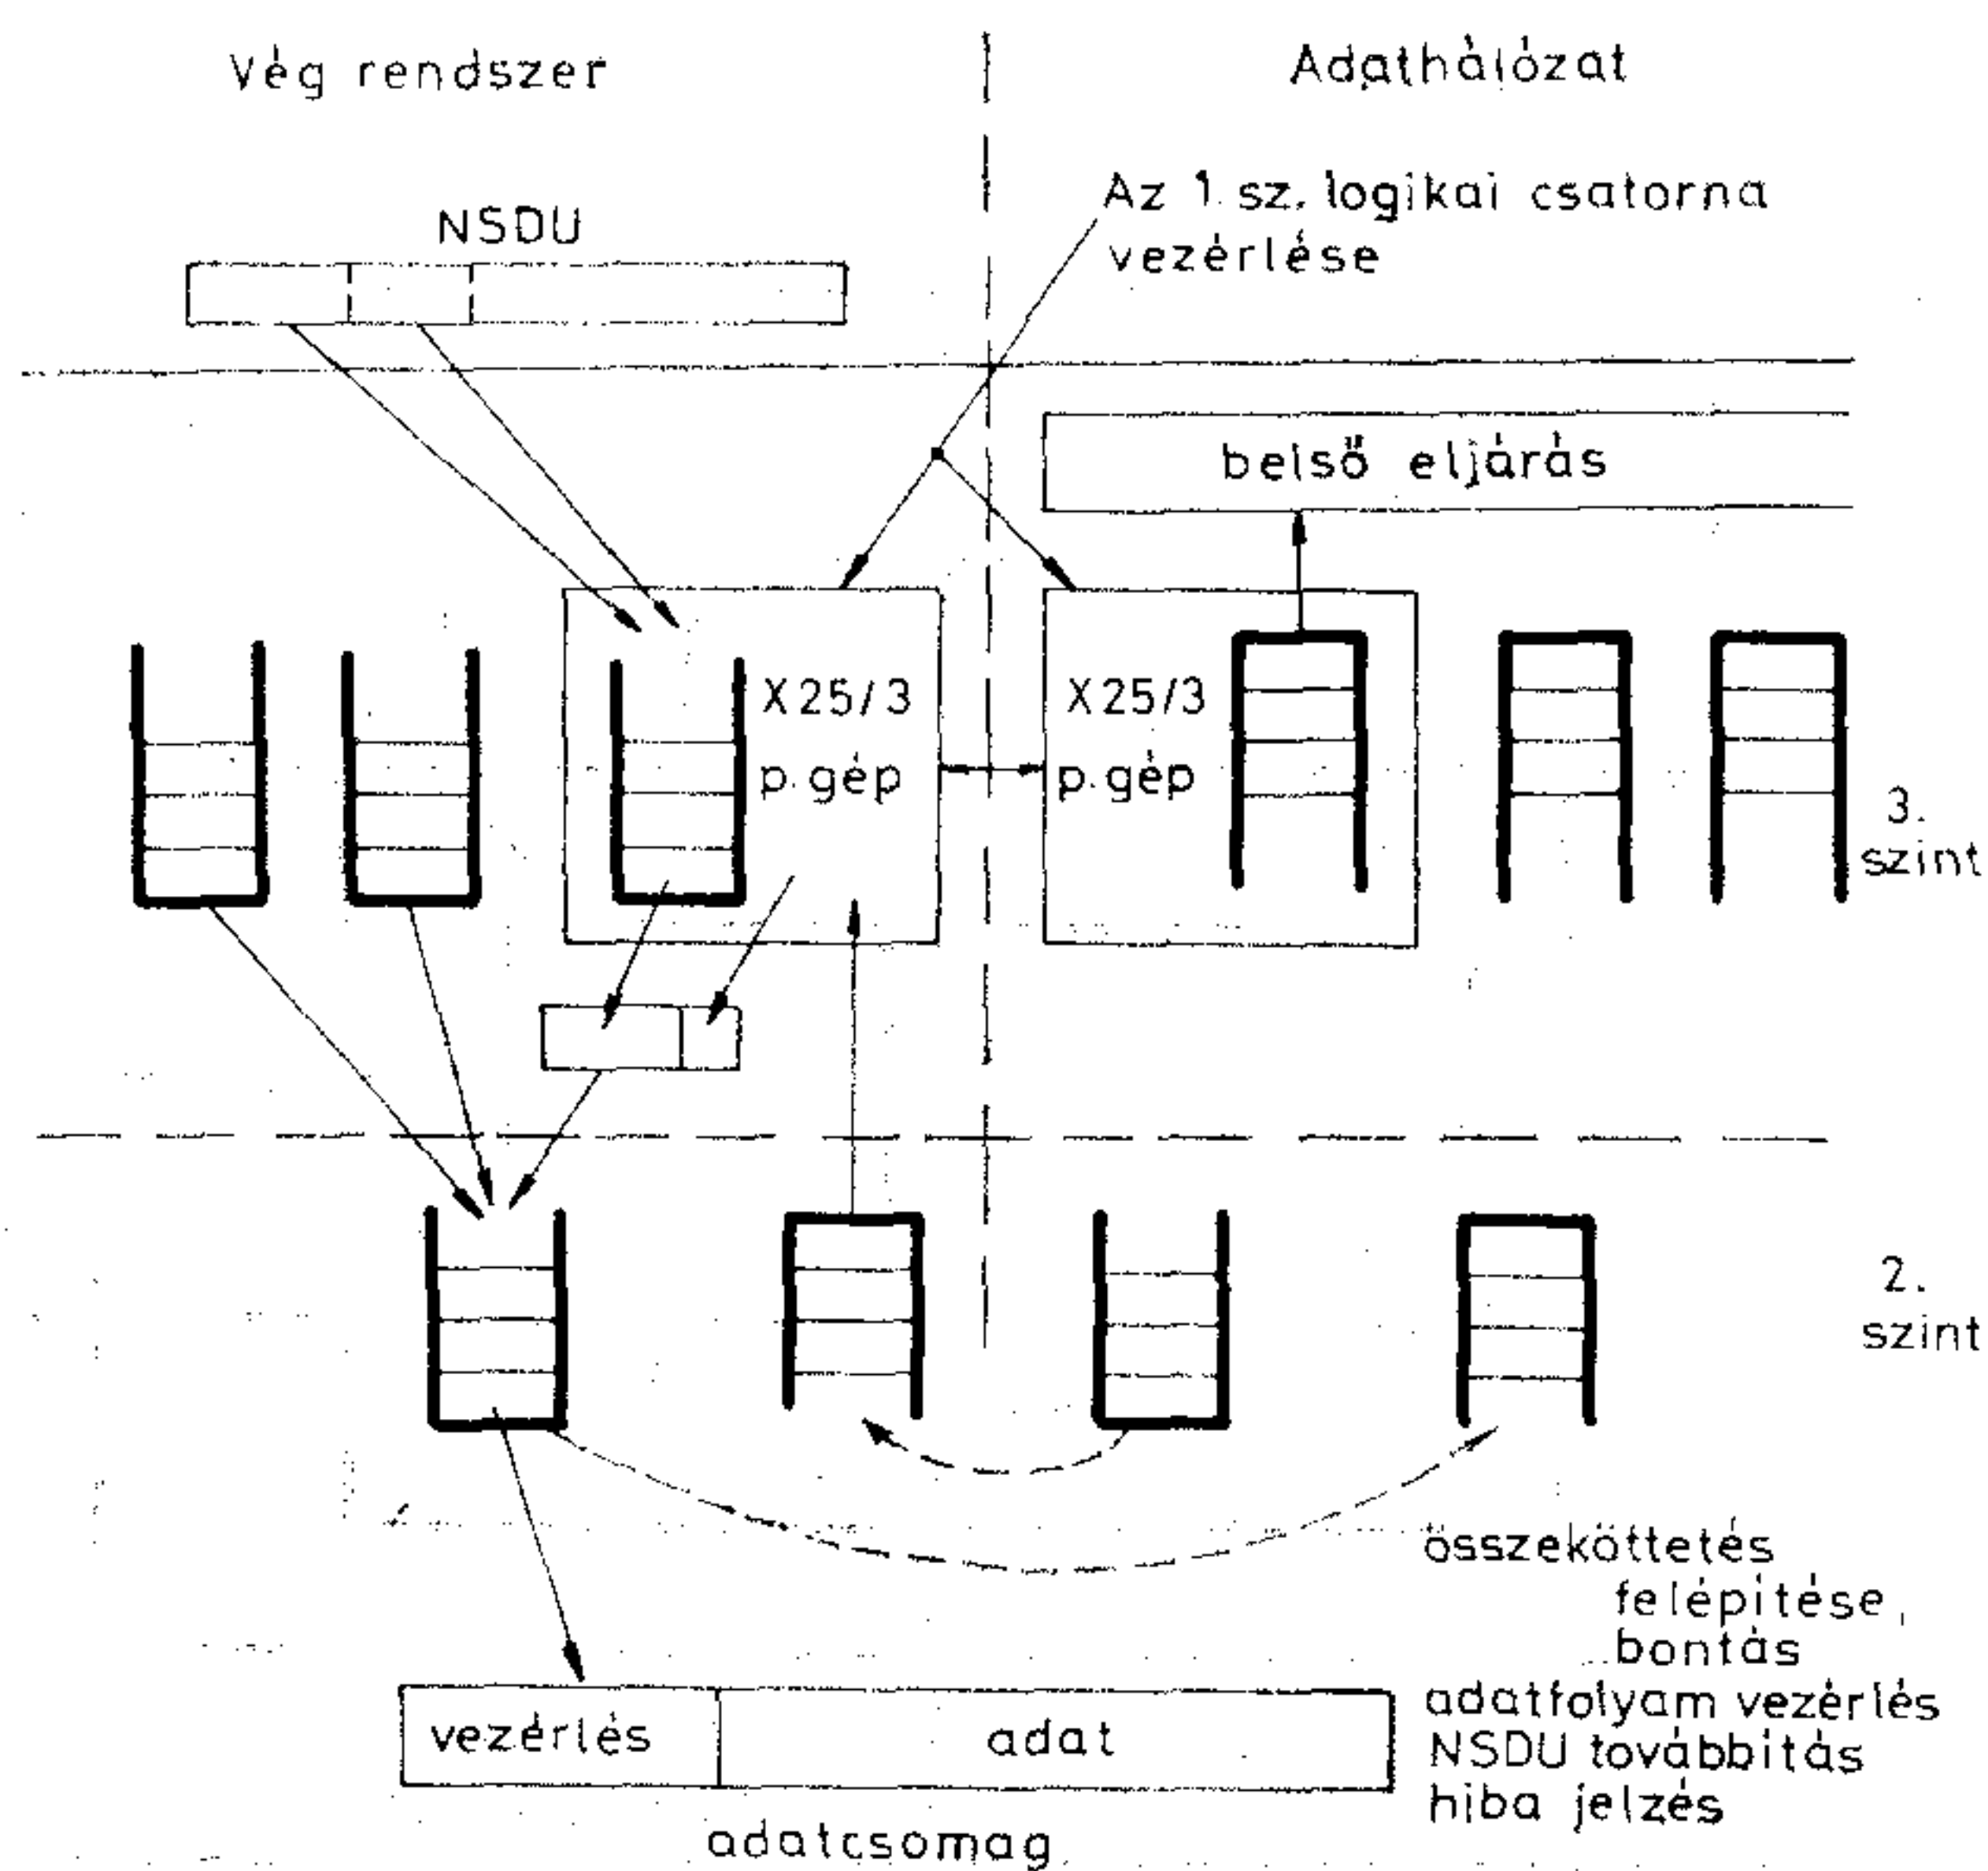 Vég rendszer
Adathálózat
Az 1. sz. logikai csatorna
vezérlése
NSDU
belső eljárás
X25/3
p.gép
X25/3
p.gép
3.
szint
2.
szint
összeköttetés
felépítése,
bontás
adatfolyam vezérlés
NSDU továbbítás
hiba jelzés
vezérlés
adat
adatcsomag